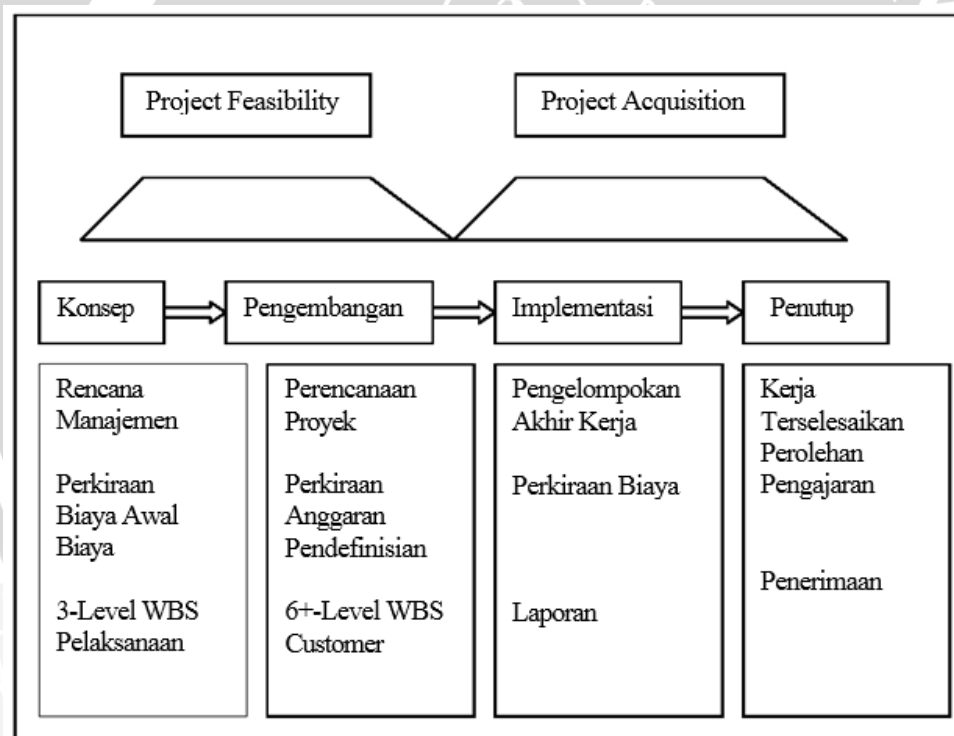 Project Feasibility
Project Acquisition
Konsep
Pengembangan
Implementasi
Penutup
Rencana
Manajemen
Perkiraan
Biaya Awal
Biaya
3-Level WBS
Pelaksanaan
Perencanaan
Proyek
Perkiraan
Anggaran
Pendefinisian
6+-Level WBS
Customer
Pengelompokan
Akhir Kerja
Perkiraan Biaya
Laporan
Kerja
Terselesaikan
Perolehan
Pengajaran
Penerimaan